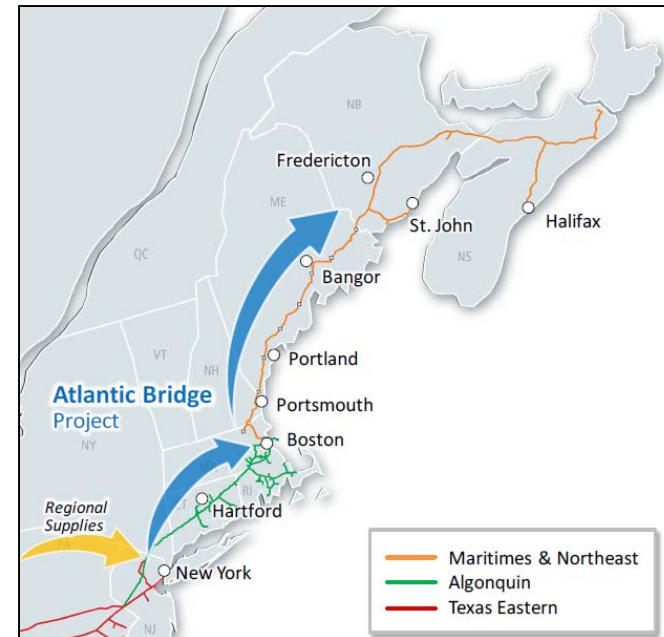 NB
Fredericton
ME
St. John
Halifax
QC
Bangor
NS
VT
NH
Portland
Atlantic Bridge
Project
Portsmouth
NY
Boston
Regional
Supplies
RI
Hartford
New York
NJ
Maritimes & Northeast
Algonquin
Texas Eastern